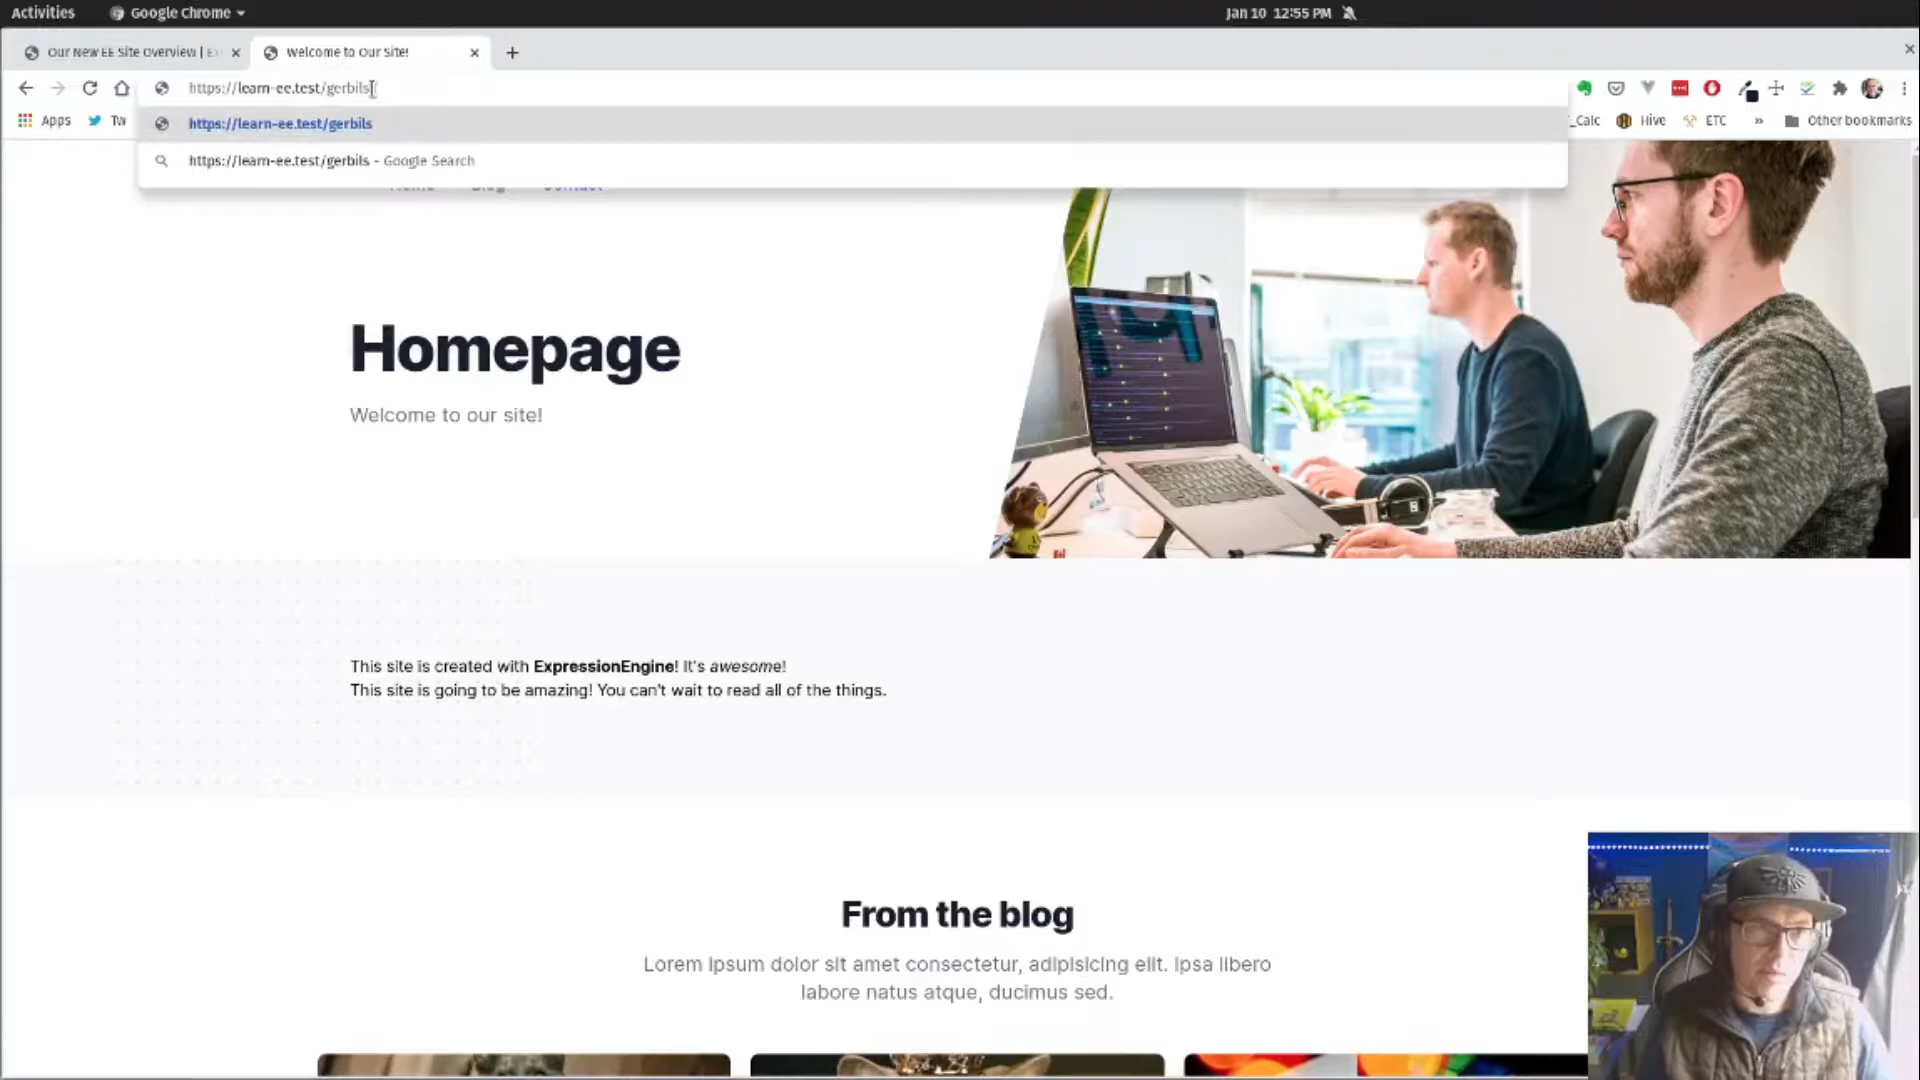 Activities
Google Chrome
Jan 10 12:55 PM
Our New EE Site Overview |
Welcome to Our Site!
https://learn-ee.test/gerbils
https://learn-ee.test/gerbils
https://learn-ee.test/gerbils - Google Search
Apps
Tw
_Calc
Hive
ETC
»
Other bookmarks
Home
Blog
Contact
Homepage
Welcome to our site!
This site is created with ExpressionEngine! It's awesome!
This site is going to be amazing! You can't wait to read all of the things.
From the blog
Lorem ipsum dolor sit amet consectetur, adipisicing elit. Ipsa libero
labore natus atque, ducimus sed.